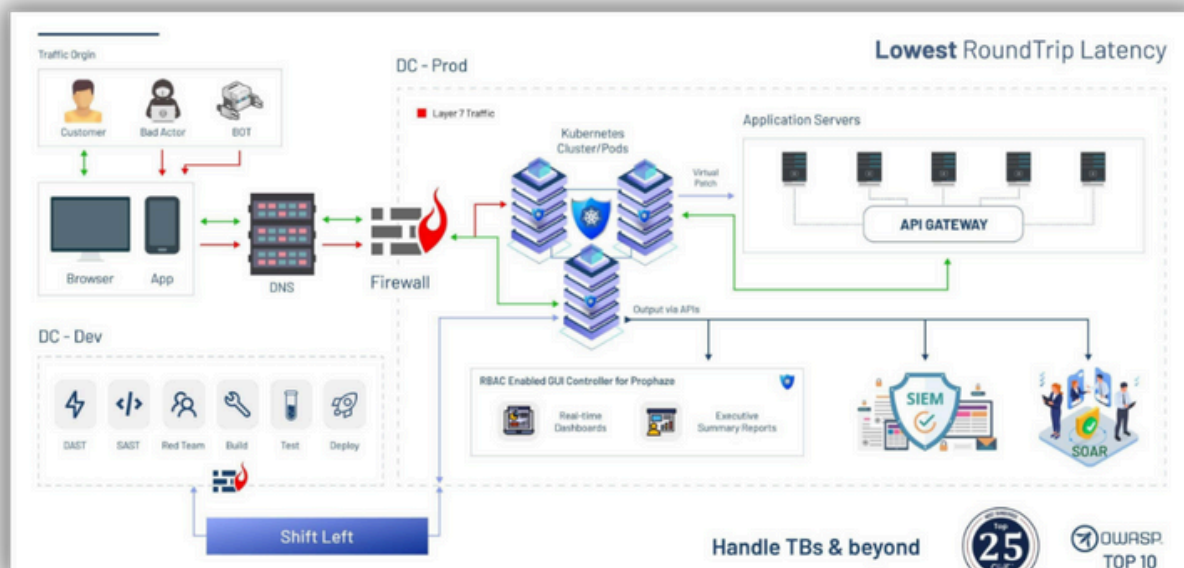 Traffic Orgin
Lowest RoundTrip Latency
DC - Prod
Customer
Bad Actor
BOT
Layer 7 Traffic
Kubernetes
Cluster/Pods
Application Servers
Virtual
Patch
API GATEWAY
Browser
App
DNS
Firewall
Output via APIs
DC - Dev
DAST
SAST
Red Team
Build
Test
Deploy
RBAC Enabled GUI Controller for Prophaze
Real-time
Dashboards
Executive
Summary Reports
SIEM
SOAR
Shift Left
Handle TBs & beyond
Top
25
OWASP.
TOP 10